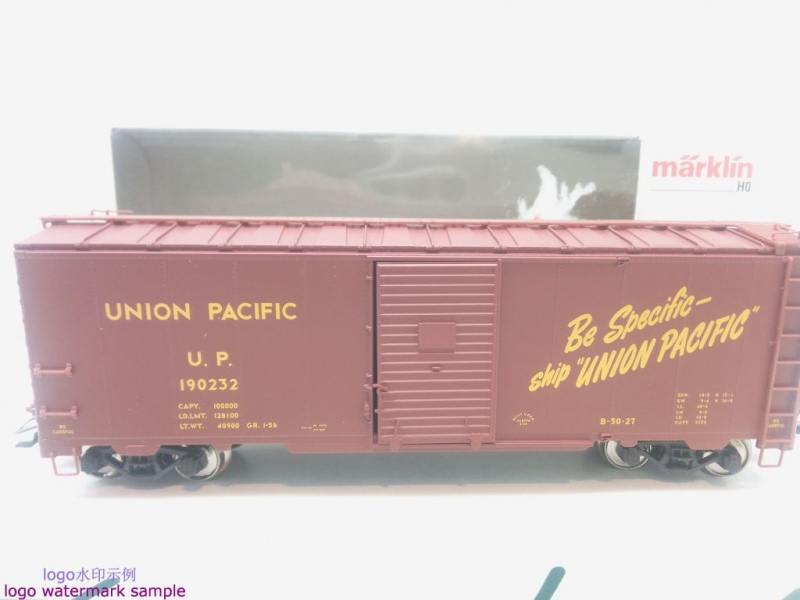 märklin
H0
UNION PACIFIC
U. P.
190232
CAPY. 100000
LD.LMT. 128100
LT.WT. 40900 GR. 1-56
Be Specific—
ship "UNION PACIFIC"
B-50-27
logo水印示例
logo watermark sample